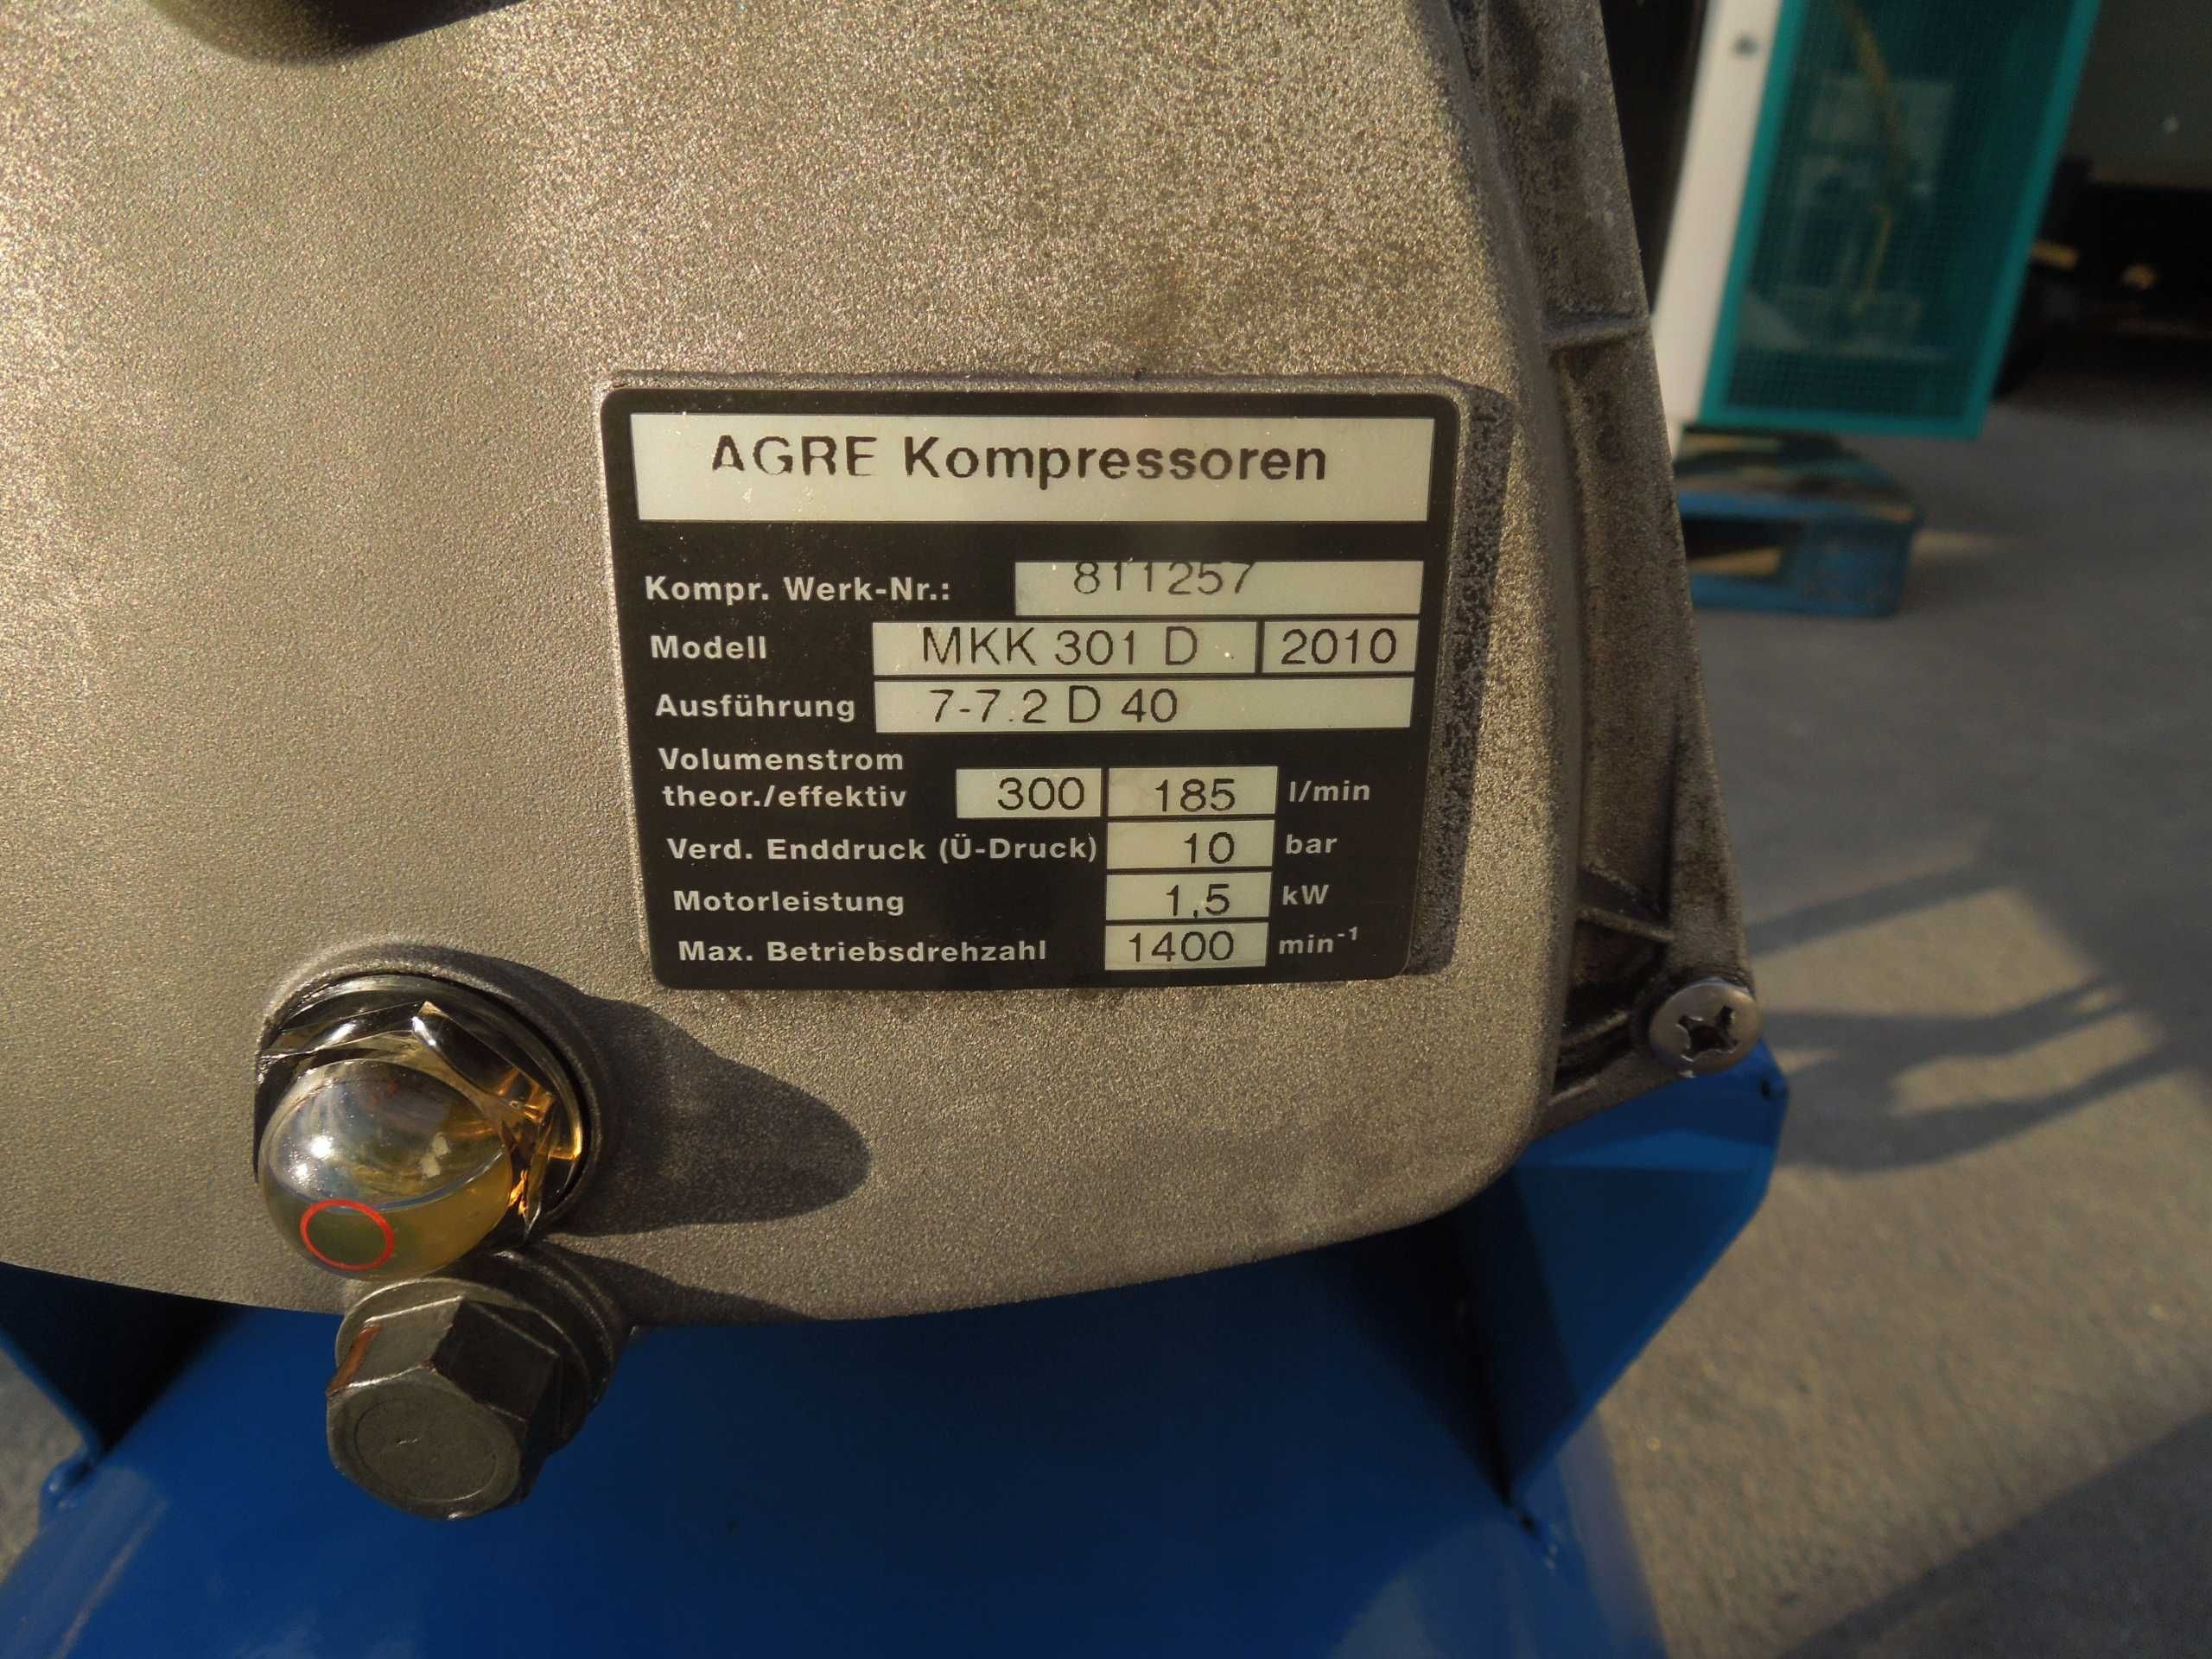 AGRE Kompressoren
Kompr. Werk-Nr.: 811257
Modell MKK 301 D 2010
Ausführung 7-7.2 D 40
Volumenstrom
theor./effektiv 300 185 l/min
Verd. Enddruck (Ü-Druck) 10 bar
Motorleistung 1,5 kW
Max. Betriebsdrehzahl 1400 min⁻¹